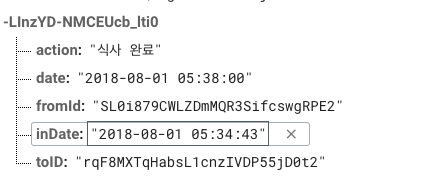 -LInzYD-NMCEUcb_lti0
action: "식사 완료"
date: "2018-08-01 05:38:00"
fromId: "SL0i879CWLZDmMQR3SifcswgRPE2"
inDate: "2018-08-01 05:34:43"
toID: "rqF8MXTqHabsL1cnzIVDP55jD0t2"